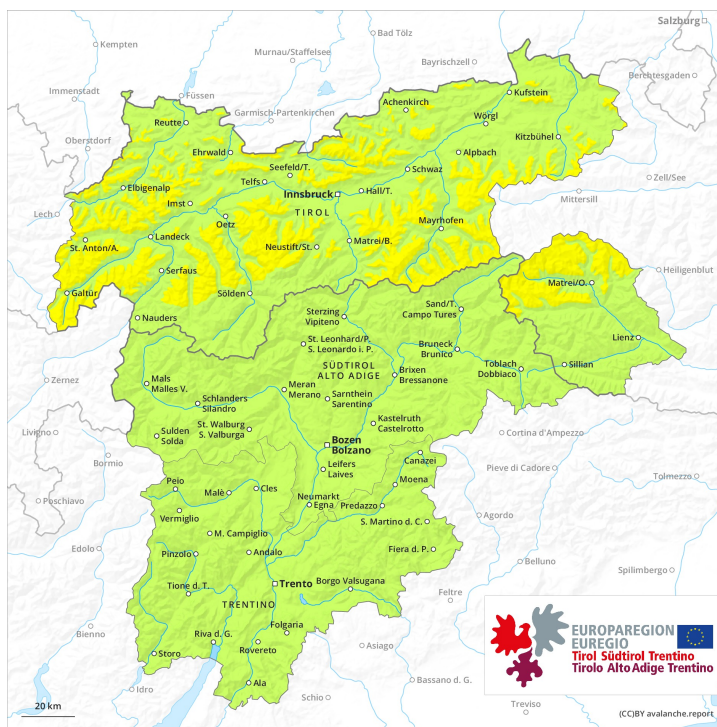 Salzburg
Kempten
Bad Tölz
Murnau/Staffelsee
Bayrischzell
Berchtesgaden
Immenstadt
Füssen
Garmisch-Partenkirchen
Achenkirch
Kufstein
Wörgl
Reutte
Oberstdorf
Ehrwald
Kitzbühel
Alpbach
Seefeld/T.
Telfs
Schwaz
Zell/See
Elbigenalp
Innsbruck
Hall/T.
Mittersill
Imst
Lech
TIROL
Oetz
Mayrhofen
Landeck
St. Anton/A.
Neustift/St.
Matrei/B.
Serfaus
Heiligenblut
Matrei/O.
Galtür
Sölden
Nauders
Sterzing
Vipiteno
Sand/T.
Campo Tures
St. Leonhard/P.
S. Leonardo i. P.
Lienz
Bruneck
Brunico
Toblach
Dobbiaco
Sillian
SÜDTIROL
ALTO ADIGE
Brixen
Bressanone
Mals
Malles V.
Meran
Merano
Zernez
Schlanders
Silandro
Sarnthein
Sarentino
Kastelruth
Castelrotto
St. Walburg
S. Valburga
Livigno
Sulden
Solda
Bozen
Bolzano
Cortina d'Ampezzo
Bormio
Canazei
Leifers
Laives
Pieve di Cadore
Tolmezzo
Peio
Malè
Cles
Moena
Poschiavo
Neumarkt
Egna
Predazzo
Vermiglio
Agordo
S. Martino d. C.
M. Campiglio
Edolo
Pinzolo
Andalo
Fiera d. P.
Belluno
Spilimbergo
Tione d. T.
Trento
Borgo Valsugana
Feltre
TRENTINO
Bienno
Folgaria
Riva d. G.
Rovereto
Asiago
Storo
Bassano d. G.
Ala
Idro
Schio
Treviso
EUROPAREGION
EUREGIO
Tirol Südtirol Trentino
Tirolo Alto Adige Trentino
20 km
(CC)BY avalanche.report